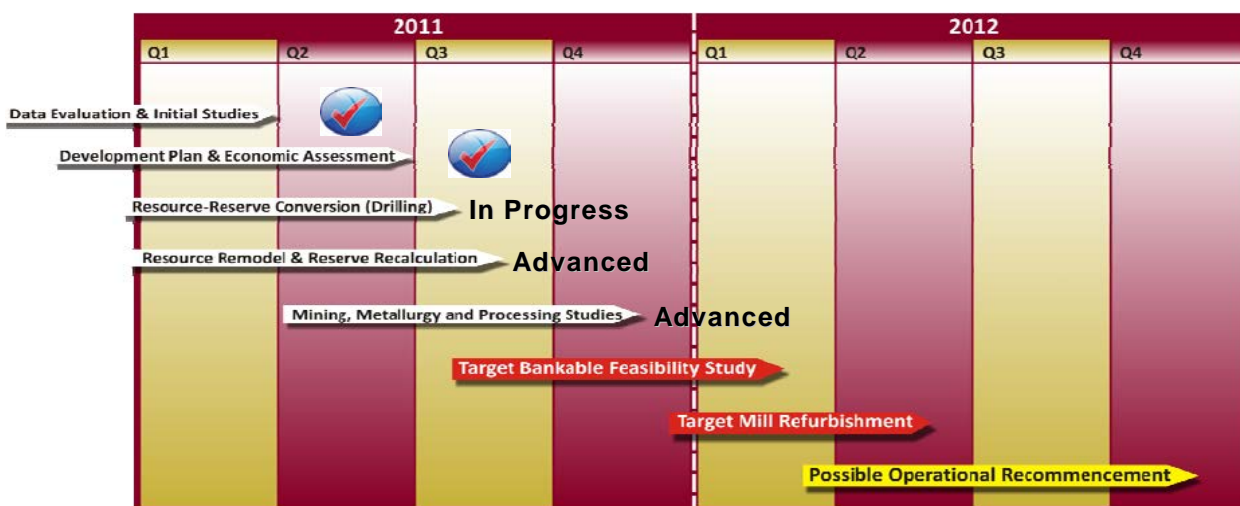 2011 2012
Q1 Q2 Q3 Q4 Q1 Q2 Q3 Q4
Data Evaluation & Initial Studies
Development Plan & Economic Assessment
Resource-Reserve Conversion (Drilling) In Progress
Resource Remodel & Reserve Recalculation Advanced
Mining, Metallurgy and Processing Studies Advanced
Target Bankable Feasibility Study
Target Mill Refurbishment
Possible Operational Recommencement